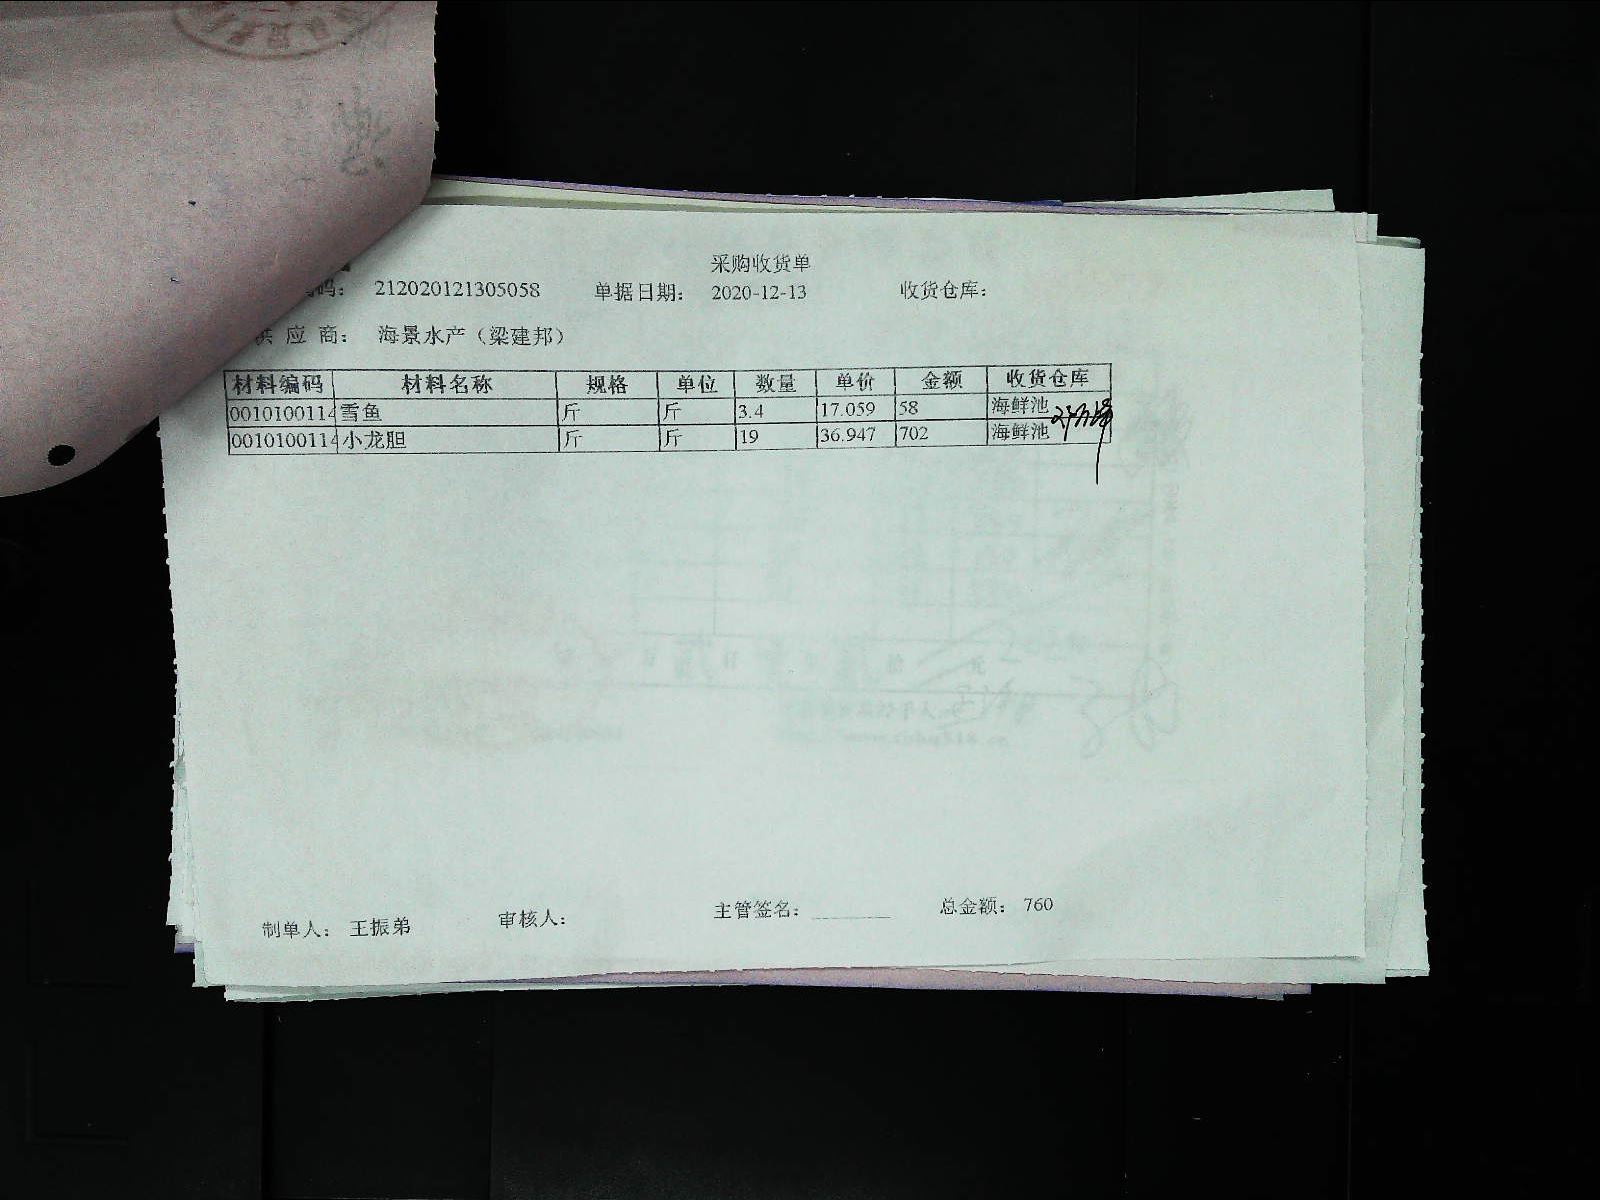 采购收货单
码： 212020121305058 单据日期： 2020-12-13 收货仓库：
供 应 商： 海景水产（梁建邦）
材料编码 材料名称 规格 单位 数量 单价 金额 收货仓库
0010100114 雪鱼 斤 斤 3.4 17.059 58 海鲜池
0010100114 小龙胆 斤 斤 19 36.947 702 海鲜池
制单人： 王振弟 审核人： 主管签名： 总金额： 760